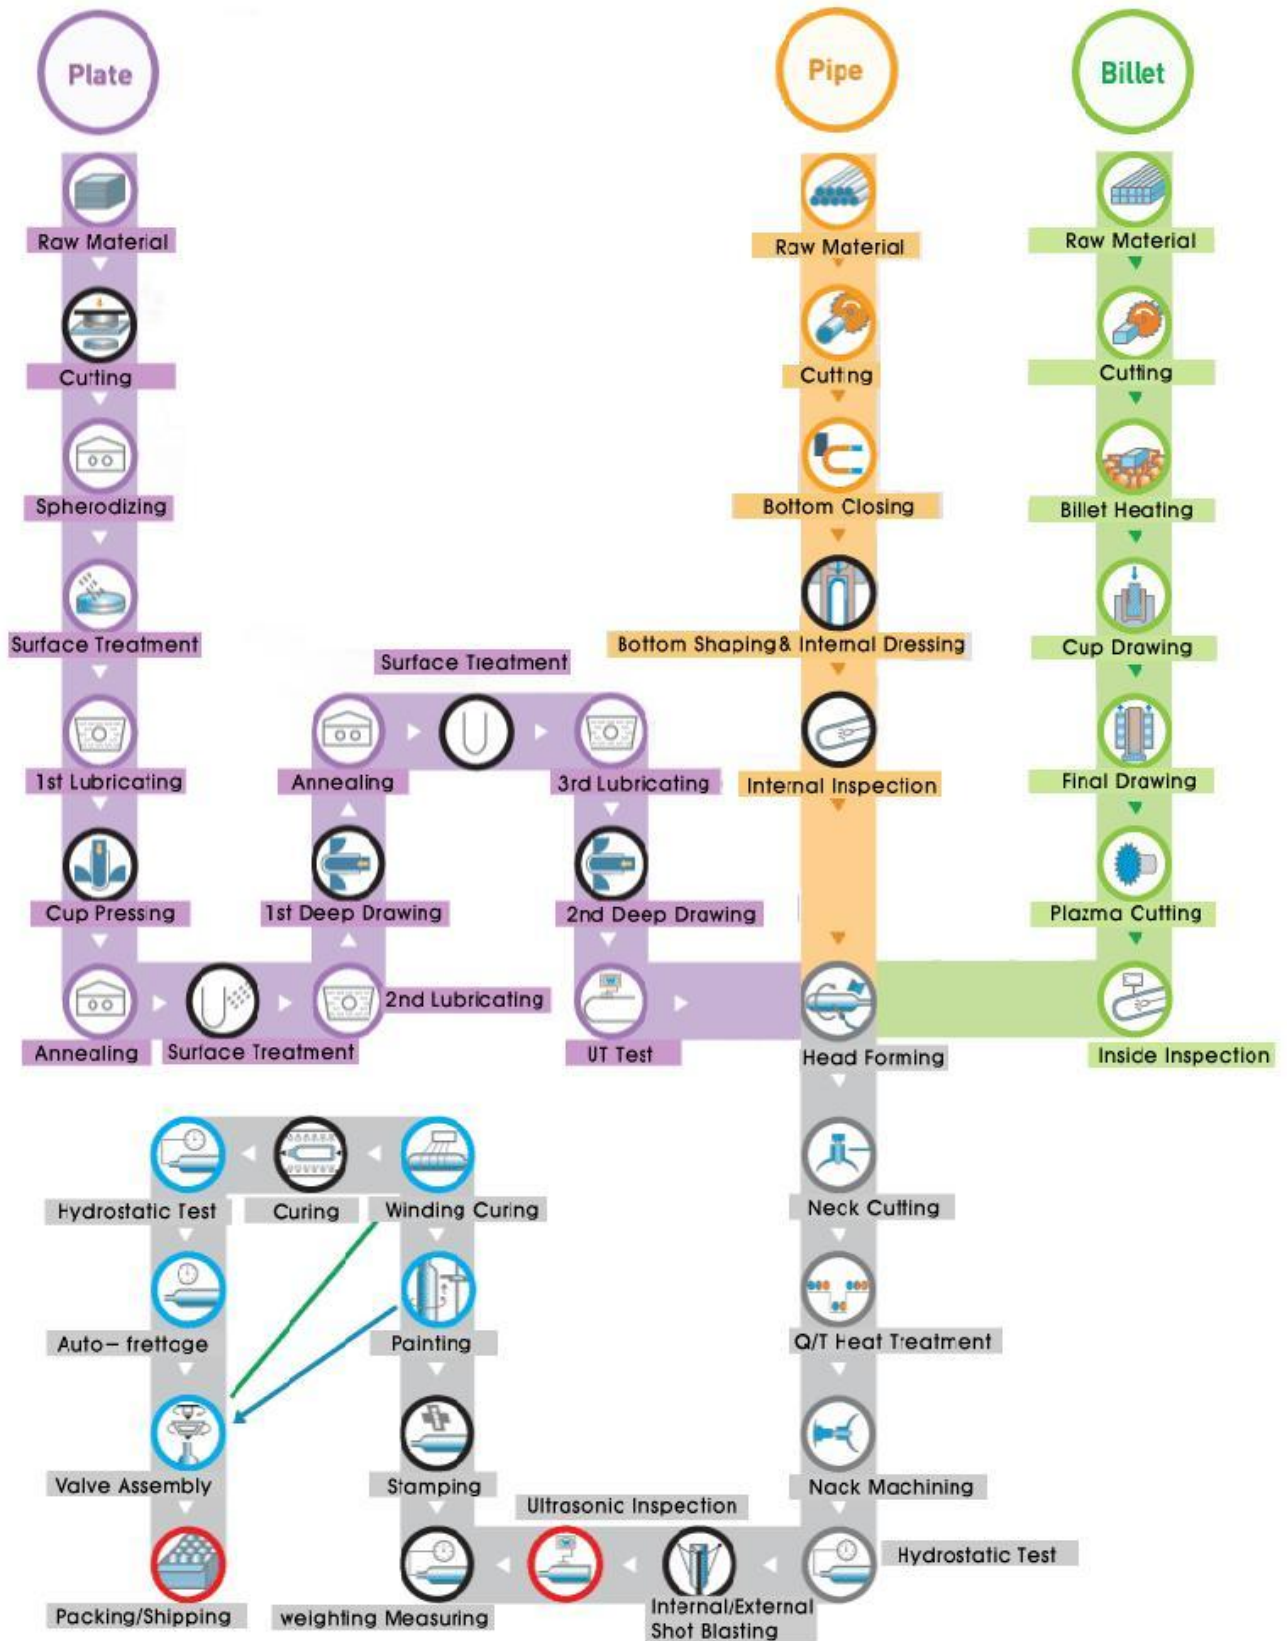 Plate
Pipe
Billet
Raw Material
Cutting
Spherodizing
Surface Treatment
1st Lubricating
Cup Pressing
Annealing
Surface Treatment
2nd Lubricating
1st Deep Drawing
Annealing
Surface Treatment
3rd Lubricating
2nd Deep Drawing
UT Test
Raw Material
Cutting
Bottom Closing
Bottom Shaping & Internal Dressing
Internal Inspection
Raw Material
Cutting
Billet Heating
Cup Drawing
Final Drawing
Plazma Cutting
Inside Inspection
Head Forming
Neck Cutting
Q/T Heat Treatment
Nack Machining
Hydrostatic Test
Internal/External
Shot Blasting
Ultrasonic Inspection
weighting Measuring
Stamping
Painting
Winding Curing
Curing
Hydrostatic Test
Auto- frettage
Valve Assembly
Packing/Shipping